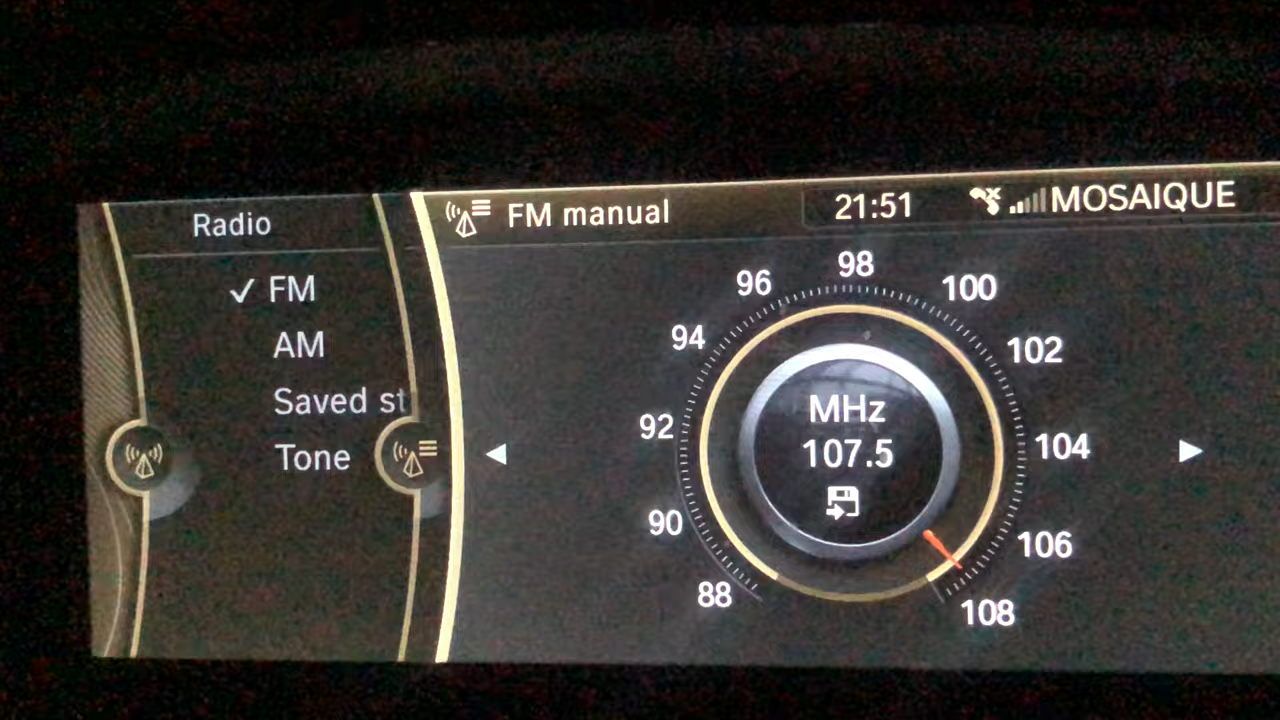 Radio
✓ FM
AM
Saved st
Tone
FM manual
21:51
MOSAIQUE
88
90
92
94
96
98
100
102
104
106
108
MHz
107.5